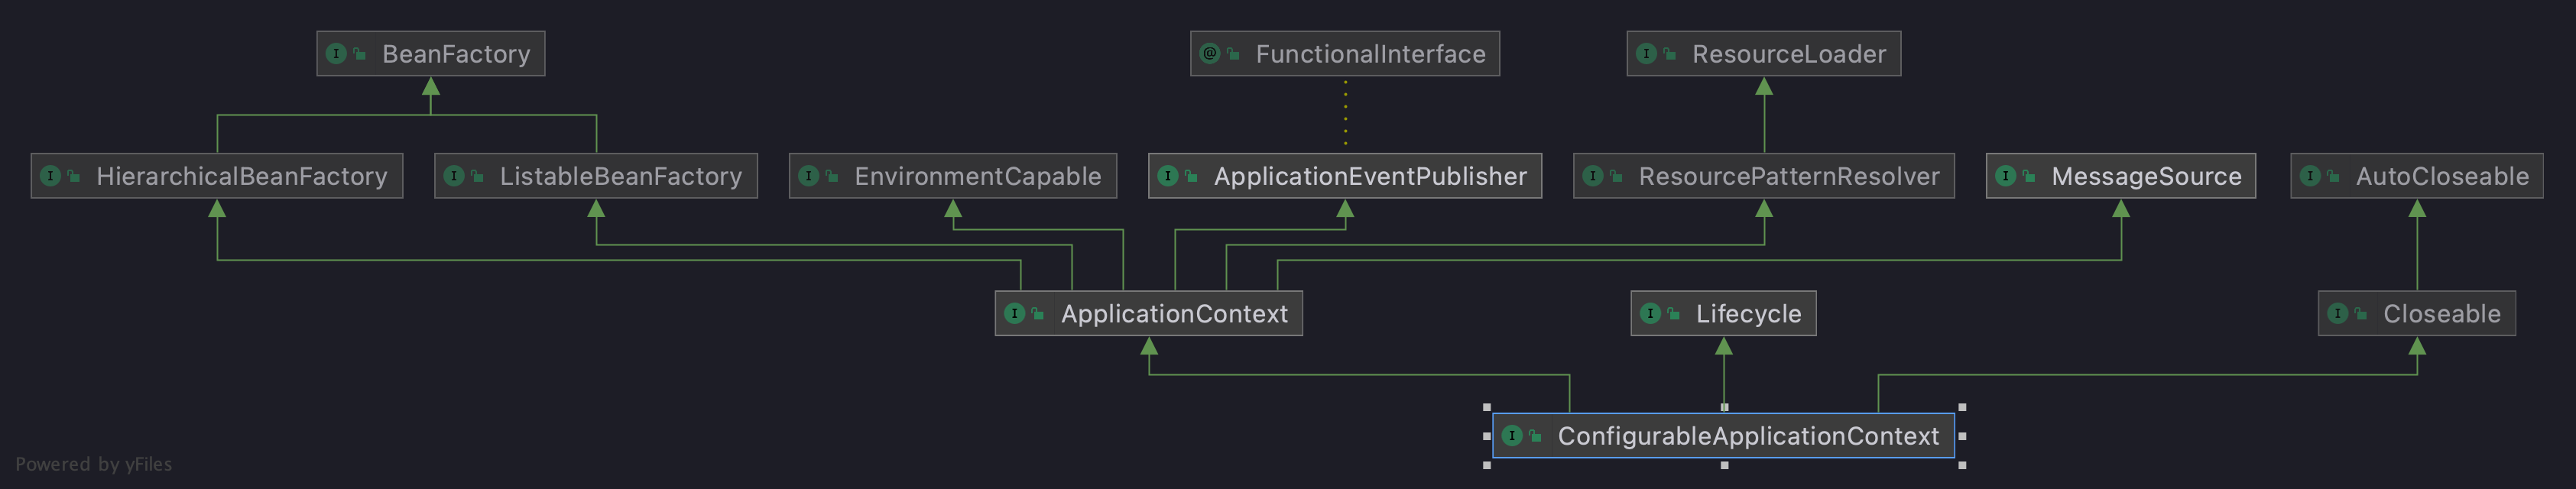 BeanFactory
FunctionalInterface
ResourceLoader
HierarchicalBeanFactory
ListableBeanFactory
EnvironmentCapable
ApplicationEventPublisher
ResourcePatternResolver
MessageSource
AutoCloseable
ApplicationContext
Lifecycle
Closeable
ConfigurableApplicationContext
Powered by yFiles